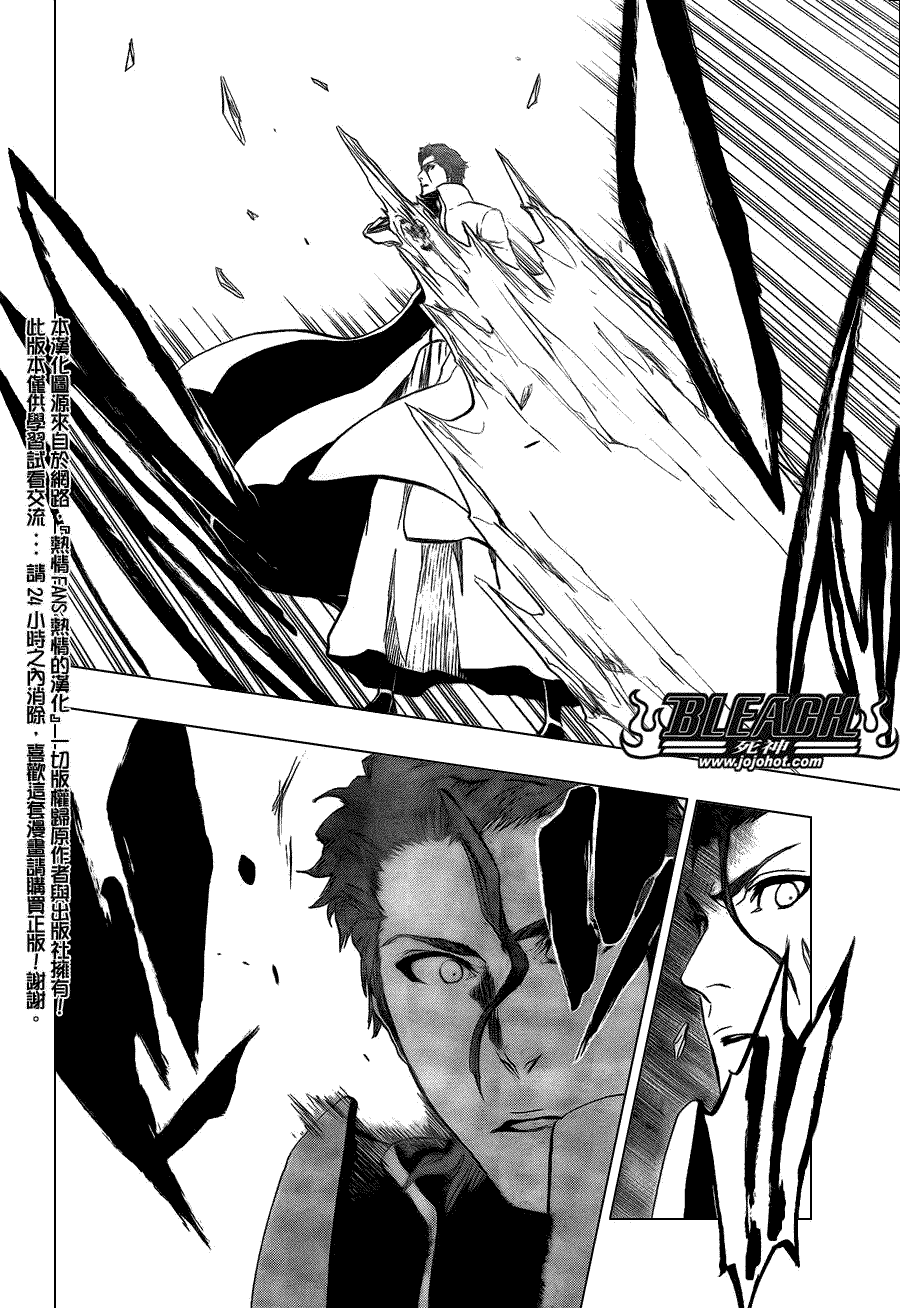 本漢化圖源來自於網路,『熱情FANS:熱情的漢化』—切版權歸原作者與出版社擁有!
此版本僅供學習試看交流... 請 24 小時之內消除，喜歡這套漫畫請購買正版！謝謝。
BLEACH
死神
www.jojohot.com